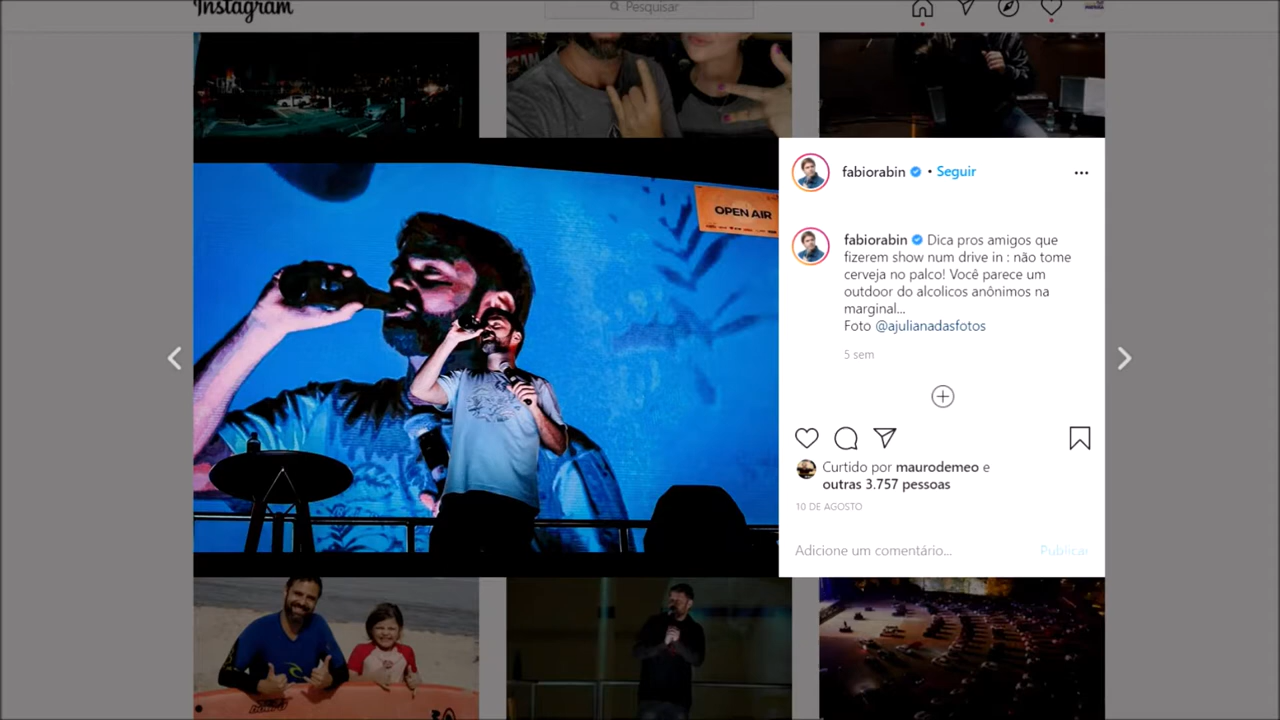 Instagram
Pesquisar
OPEN AIR
fabiorabin • Seguir
fabiorabin Dica pros amigos que
fizerem show num drive in : não tome
cerveja no palco! Você parece um
outdoor do alcolicos anônimos na
marginal...
Foto @ajulianadasfotos
5 sem
Curtido por maurodemeo e
outras 3.757 pessoas
10 DE AGOSTO
Adicione um comentário...
Publicar